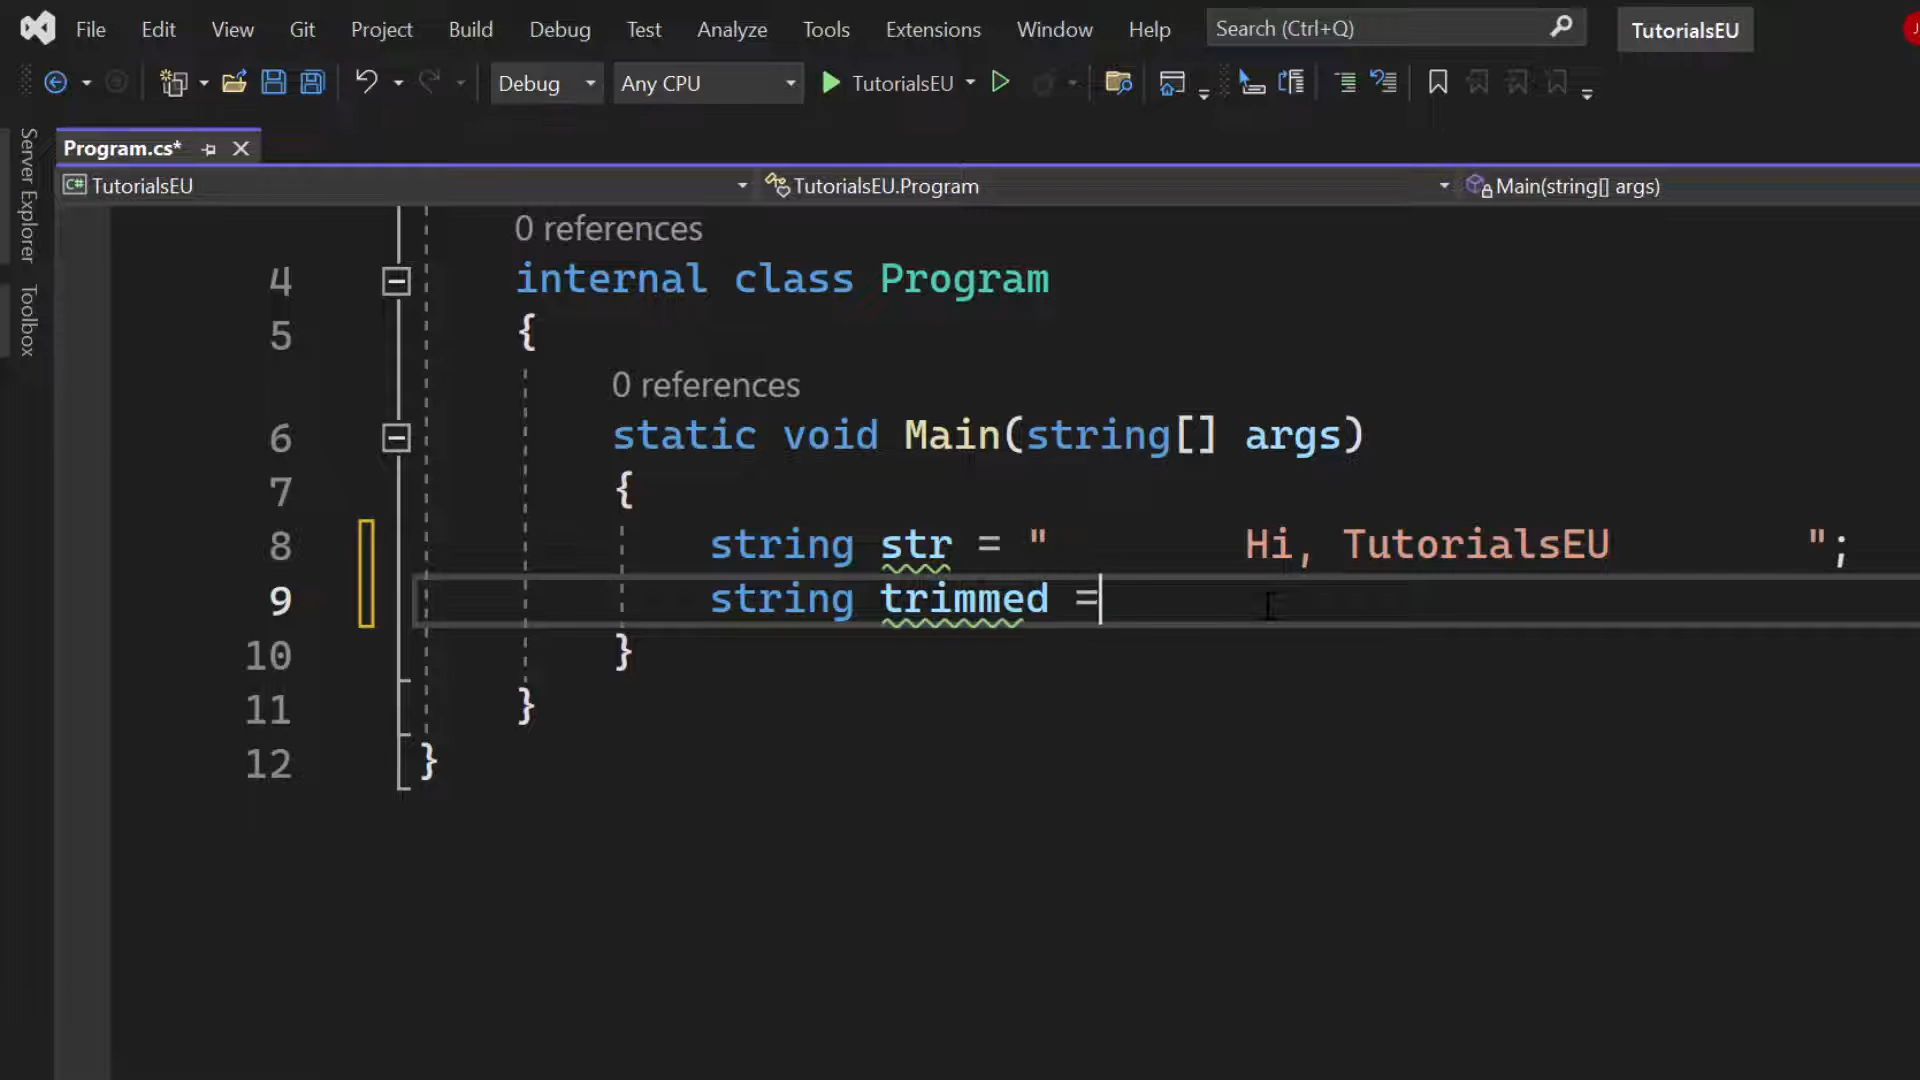 File Edit View Git Project Build Debug Test Analyze Tools Extensions Window Help Search (Ctrl+Q) TutorialsEU
Debug Any CPU TutorialsEU
Server Explorer
Toolbox
Program.cs*
C# TutorialsEU TutorialsEU.Program Main(string[] args)
0 references
4 internal class Program
5 {
0 references
6 static void Main(string[] args)
7 {
8 string str = "        Hi, TutorialsEU        ";
9 string trimmed =
10 }
11 }
12 }